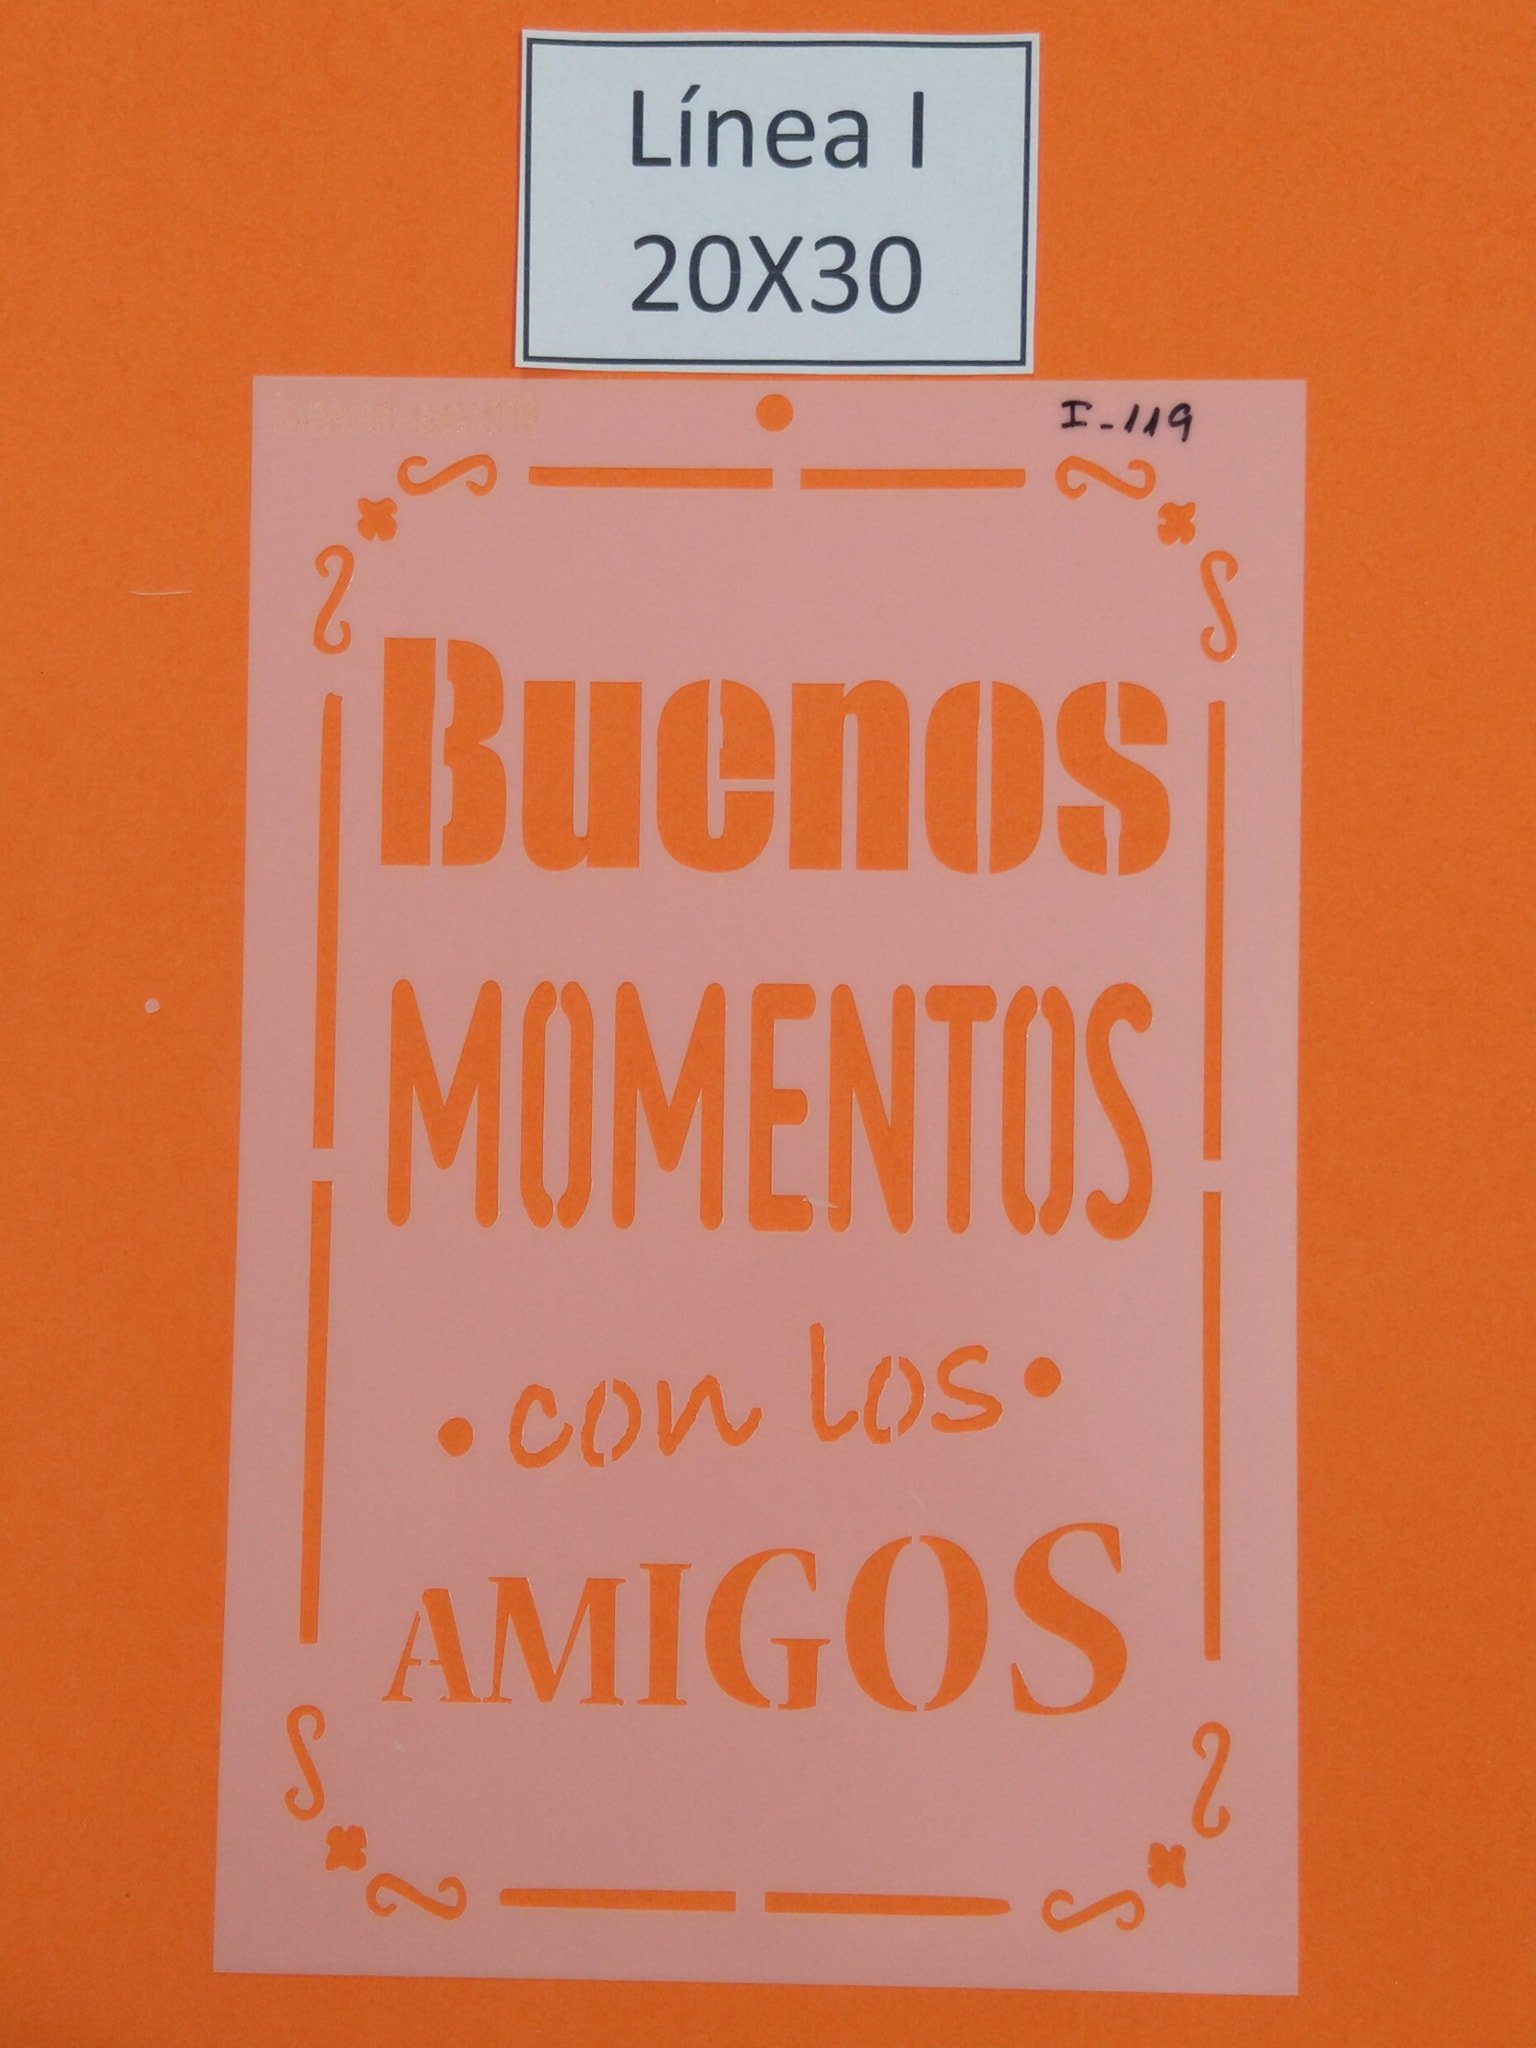 Línea I
20X30
I-119
Buenos
MOMENTOS
• con los •
AMIGOS